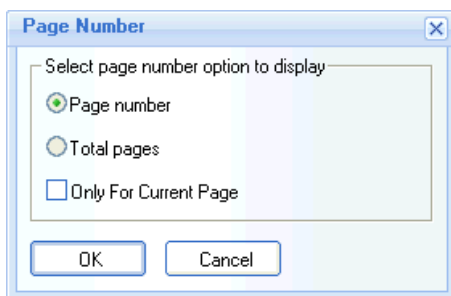 Page Number
Select page number option to display
Page number
Total pages
Only For Current Page
OK Cancel